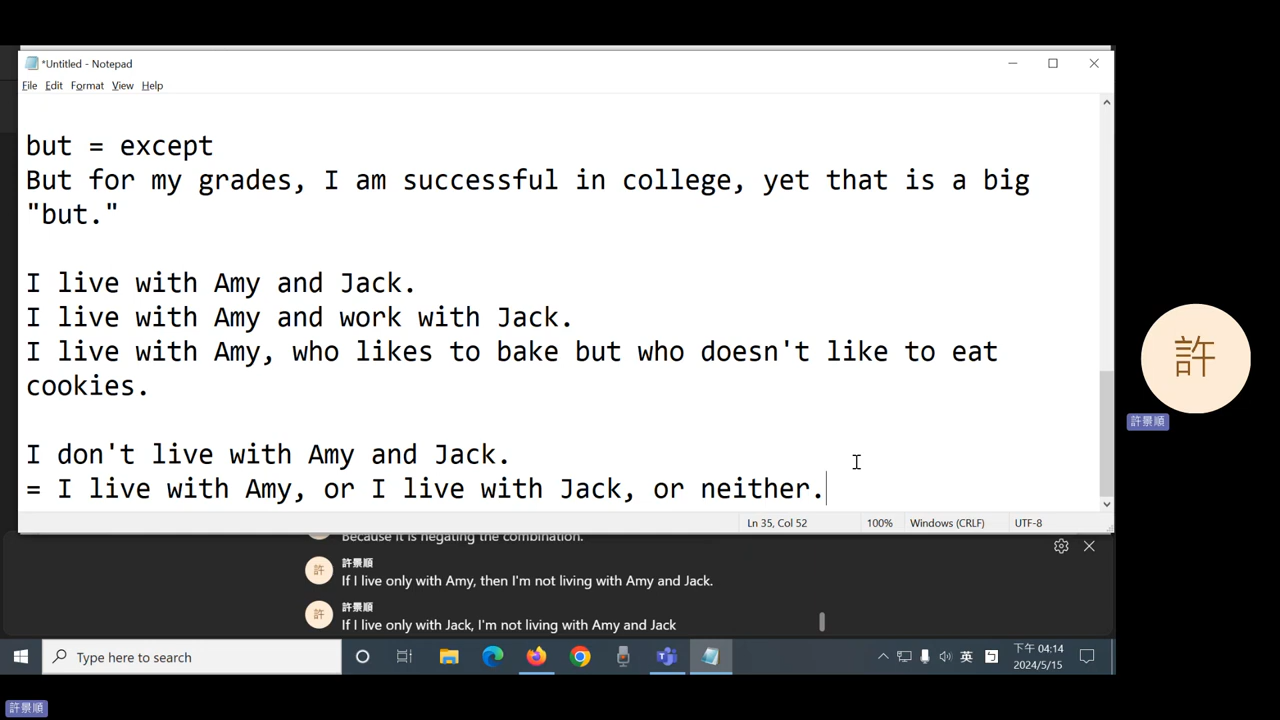 *Untitled - Notepad
File Edit Format View Help
but = except
But for my grades, I am successful in college, yet that is a big
"but."
I live with Amy and Jack.
I live with Amy and work with Jack.
I live with Amy, who likes to bake but who doesn't like to eat
cookies.
I don't live with Amy and Jack.
= I live with Amy, or I live with Jack, or neither.
Ln 35, Col 52 100% Windows (CRLF) UTF-8
Because it is negating the combination.
許景順
許 If I live only with Amy, then I'm not living with Amy and Jack.
許景順
許 If I live only with Jack, I'm not living with Amy and Jack
Type here to search
英
下午 04:14
2024/5/15
許
許景順
許景順